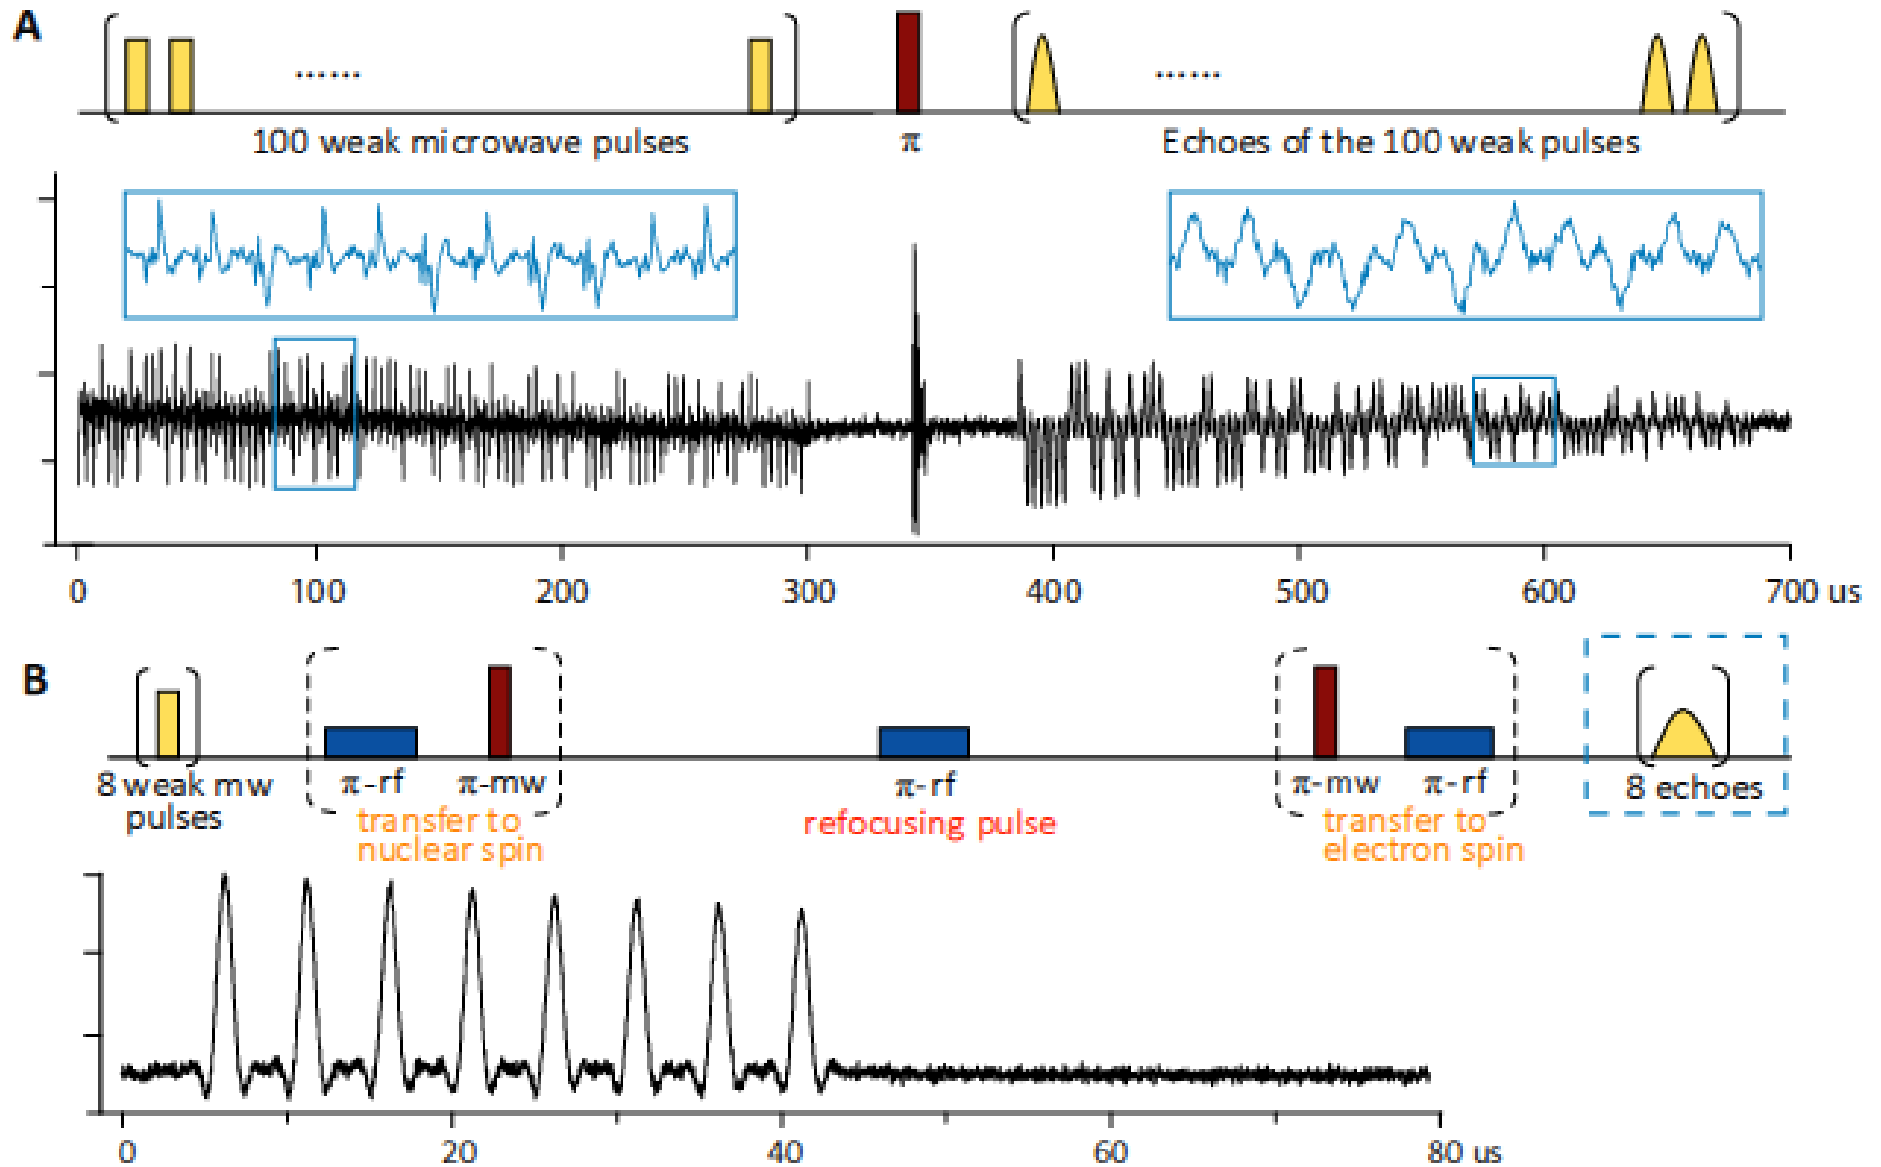 A
......
......
100 weak microwave pulses
π
Echoes of the 100 weak pulses
0
100
200
300
400
500
600
700 us
B
8 weak mw
pulses
π-rf
π-mw
transfer to
nuclear spin
π-rf
refocusing pulse
π-mw
π-rf
transfer to
electron spin
8 echoes
0
20
40
60
80 us